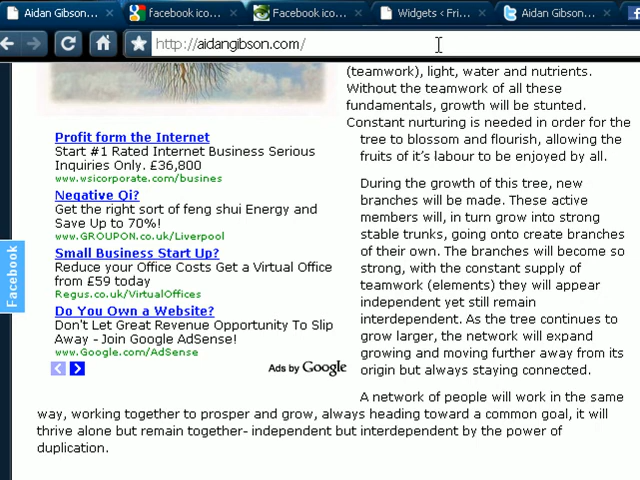 Aidan Gibson...
facebook ico...
Facebook ico...
Widgets ‹ Fri...
Aidan Gibson...
http://aidangibson.com/
(teamwork), light, water and nutrients.
Without the teamwork of all these
fundamentals, growth will be stunted.
Constant nurturing is needed in order for the
tree to blossom and flourish, allowing the
fruits of it's labour to be enjoyed by all.
Profit form the Internet
Start #1 Rated Internet Business Serious
Inquiries Only. £36,800
www.wsicorporate.com/busines
Negative Qi?
Get the right sort of feng shui Energy and
Save Up to 70%!
www.GROUPON.co.uk/Liverpool
Small Business Start Up?
Reduce your Office Costs Get a Virtual Office
from £59 today
Regus.co.uk/VirtualOffices
Do You Own a Website?
Don't Let Great Revenue Opportunity To Slip
Away - Join Google AdSense!
www.Google.com/AdSense
Ads by Google
Facebook
During the growth of this tree, new
branches will be made. These active
members will, in turn grow into strong
stable trunks, going onto create branches
of their own. The branches will become so
strong, with the constant supply of
teamwork (elements) they will appear
independent yet still remain
interdependent. As the tree continues to
grow larger, the network will expand
growing and moving further away from its
origin but always staying connected.
A network of people will work in the same
way, working together to prosper and grow, always heading toward a common goal, it will
thrive alone but remain together- independent but interdependent by the power of
duplication.